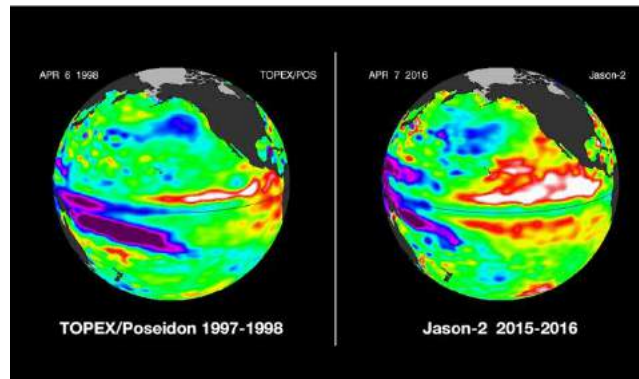 APR 6 1998
TOPEX/POS
APR 7 2016
Jason-2
TOPEX/Poseidon 1997-1998
Jason-2 2015-2016